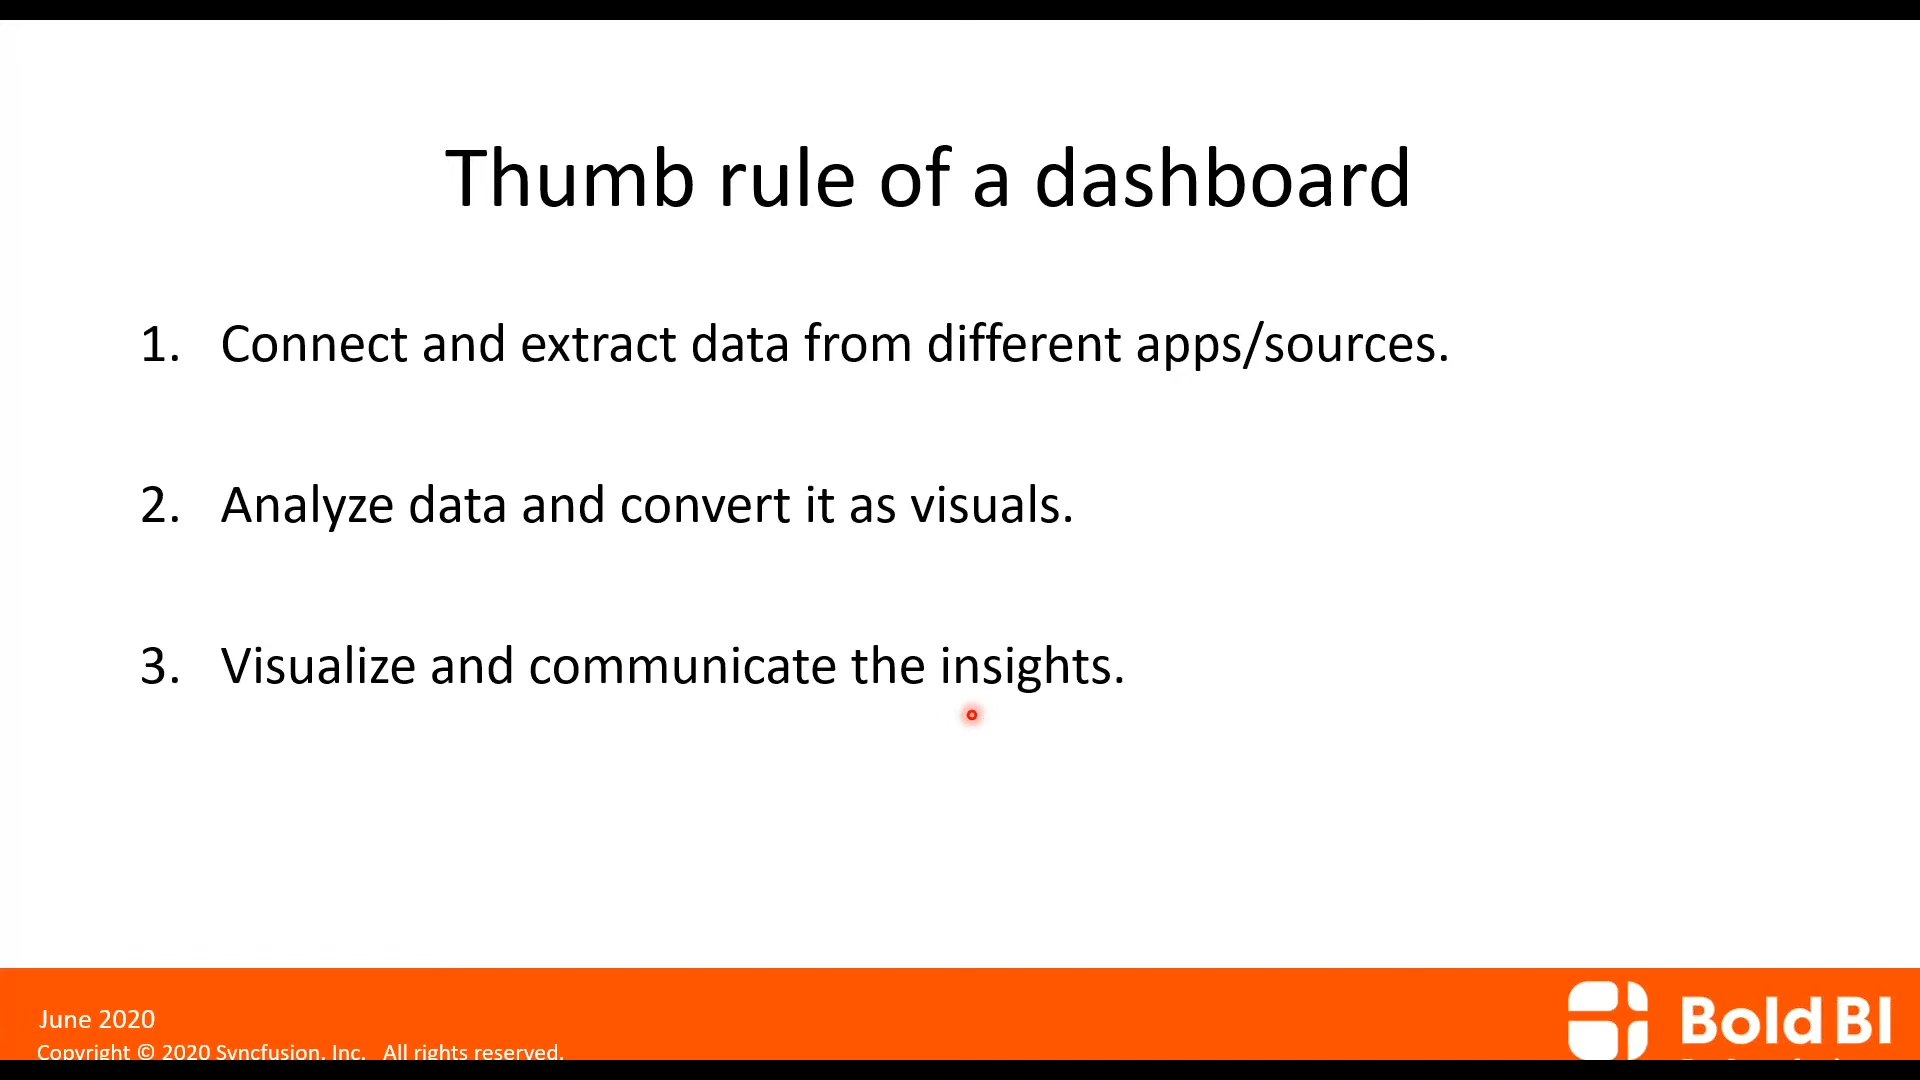 Thumb rule of a dashboard
1. Connect and extract data from different apps/sources.
2. Analyze data and convert it as visuals.
3. Visualize and communicate the insights.
June 2020
Copyright © 2020 Syncfusion, Inc. All rights reserved.
Bold BI